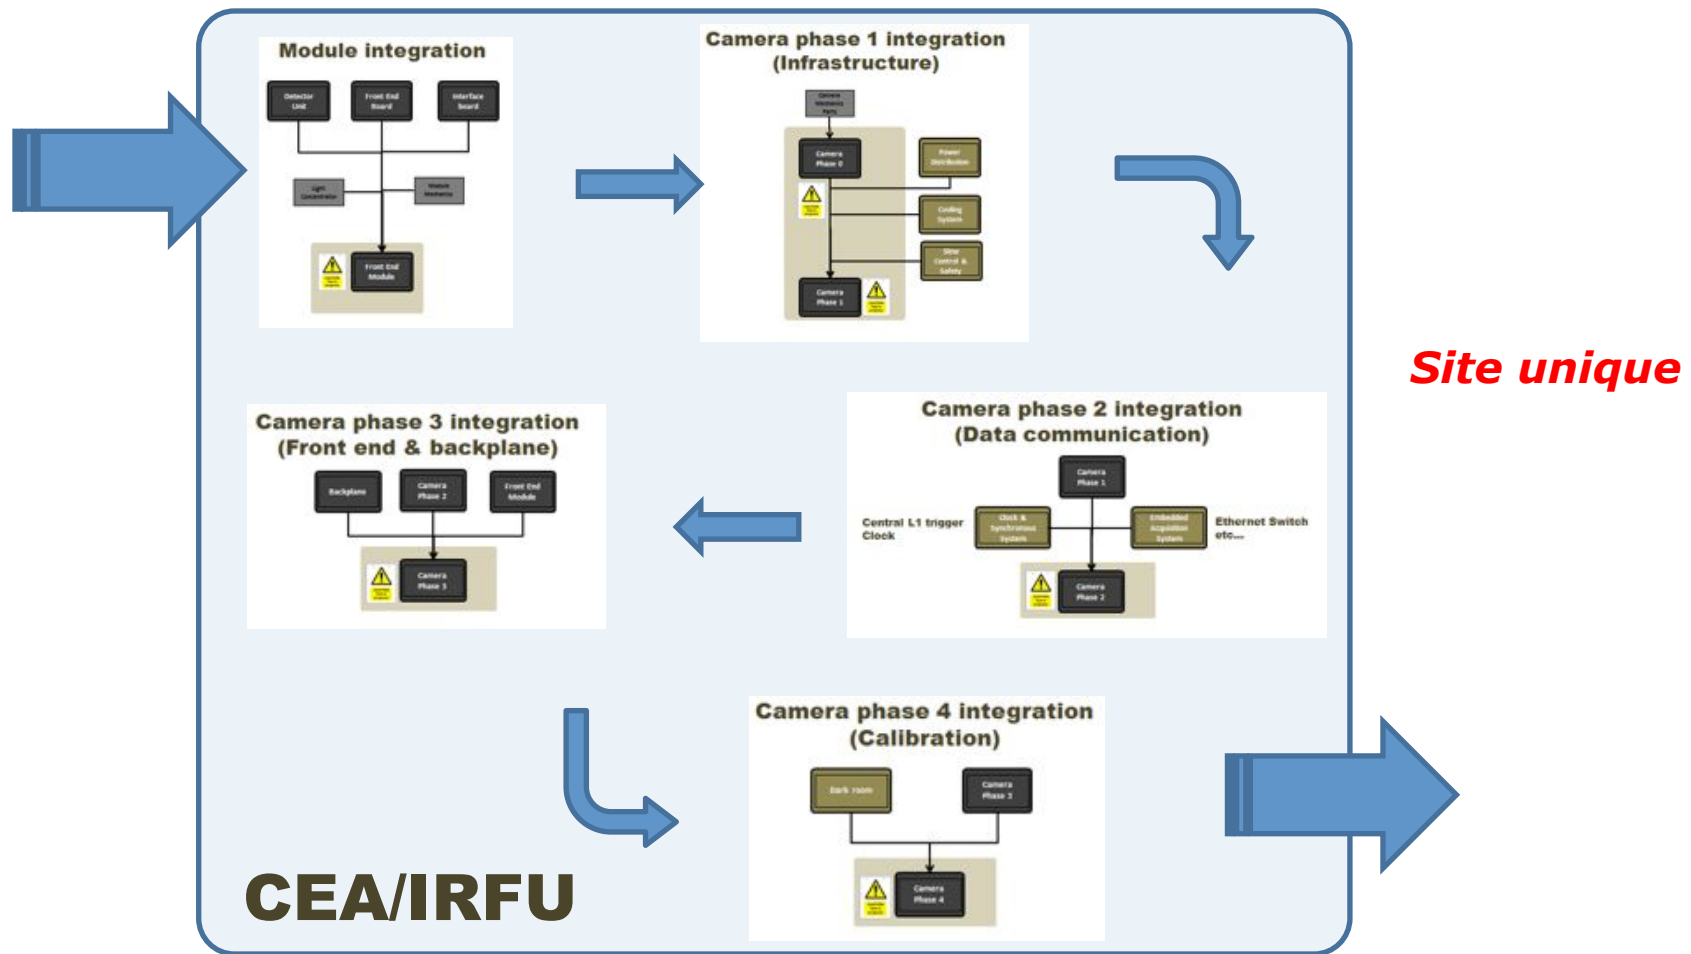 Module integration
Detector
Unit
Front End
Board
Interface
board
Light
Concentrator
Module
Mechanics
Front End
Module
Camera phase 1 integration
(Infrastructure)
Camera
Mechanics
Parts
Camera
Phase 0
Power
Distribution
Cooling
System
Slow
Control &
Safety
Camera
Phase 1
Site unique
Camera phase 2 integration
(Data communication)
Camera
Phase 1
Central L1 trigger
Clock
Clock &
Synchronous
System
Embedded
Acquisition
System
Ethernet Switch
etc...
Camera
Phase 2
Camera phase 3 integration
(Front end & backplane)
Backplane
Camera
Phase 2
Front End
Module
Camera
Phase 3
Camera phase 4 integration
(Calibration)
Dark room
Camera
Phase 3
Camera
Phase 4
CEA/IRFU